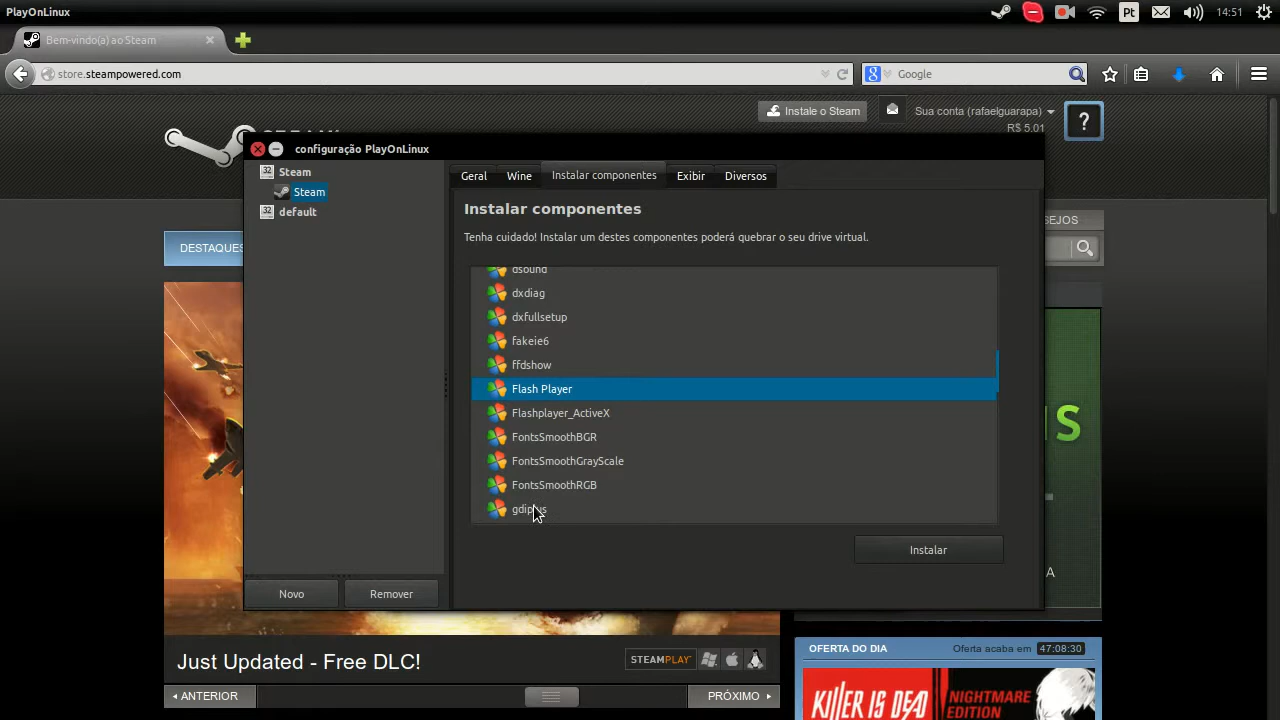 PlayOnLinux
Pt
14:51
Bem-vindo(a) ao Steam
store.steampowered.com
Google
Instale o Steam
Sua conta (rafaelguarapa)
R$ 5.01
?
configuração PlayOnLinux
Steam
Steam
default
Geral
Wine
Instalar componentes
Exibir
Diversos
Instalar componentes
Tenha cuidado! Instalar um destes componentes poderá quebrar o seu drive virtual.
dsound
dxdiag
dxfullsetup
fakeie6
ffdshow
Flash Player
Flashplayer_ActiveX
FontsSmoothBGR
FontsSmoothGrayScale
FontsSmoothRGB
gdiplus
Instalar
Novo
Remover
DESTAQUES
Just Updated - Free DLC!
STEAMPLAY
ANTERIOR
PRÓXIMO
OFERTA DO DIA
Oferta acaba em
47:08:30
KILLER IS DEAD
NIGHTMARE
EDITION